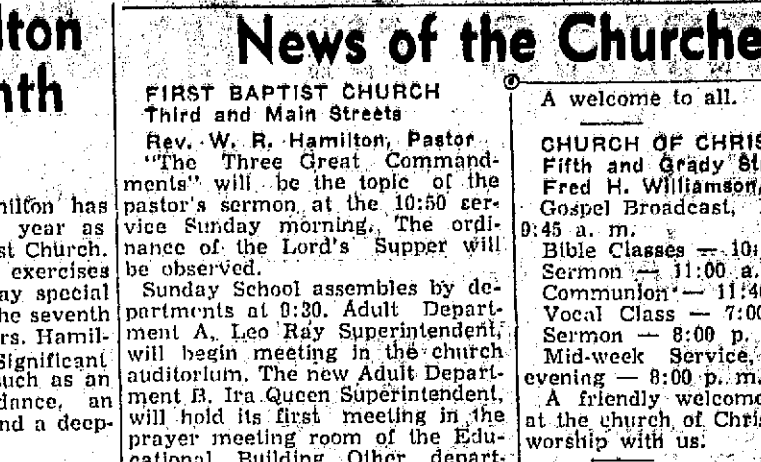 lton
nth
milton has
year as
st Church.
exercises
ay special
he seventh
rs. Hamil-
Significant
such as an
dance, an
nd a deep-
News of the Churche
FIRST BAPTIST CHURCH
Third and Main Streets
Rev. W. R. Hamilton, Pastor
"The Three Great Command-
ments" will be the topic of the
pastor's sermon at the 10:50 ser-
vice Sunday morning. The ordi-
nance of the Lord's Supper will
be observed.
Sunday School assembles by de-
partments at 9:30. Adult Depart-
ment A, Leo Ray Superintendent,
will begin meeting in the church
auditorium. The new Adult Depart-
ment B, Ira Queen Superintendent,
will hold its first meeting in the
prayer meeting room of the Edu-
cational Building Other depart-
A welcome to all.
CHURCH OF CHRIS
Fifth and Grady St
Fred H. Williamson,
Gospel Broadcast,
9:45 a. m.
Bible Classes — 10:
Sermon — 11:00 a.
Communion — 11:4
Vocal Class — 7:00
Sermon — 8:00 p.
Mid-week Service,
evening — 8:00 p. m.
A friendly welcome
at the church of Chris
worship with us.